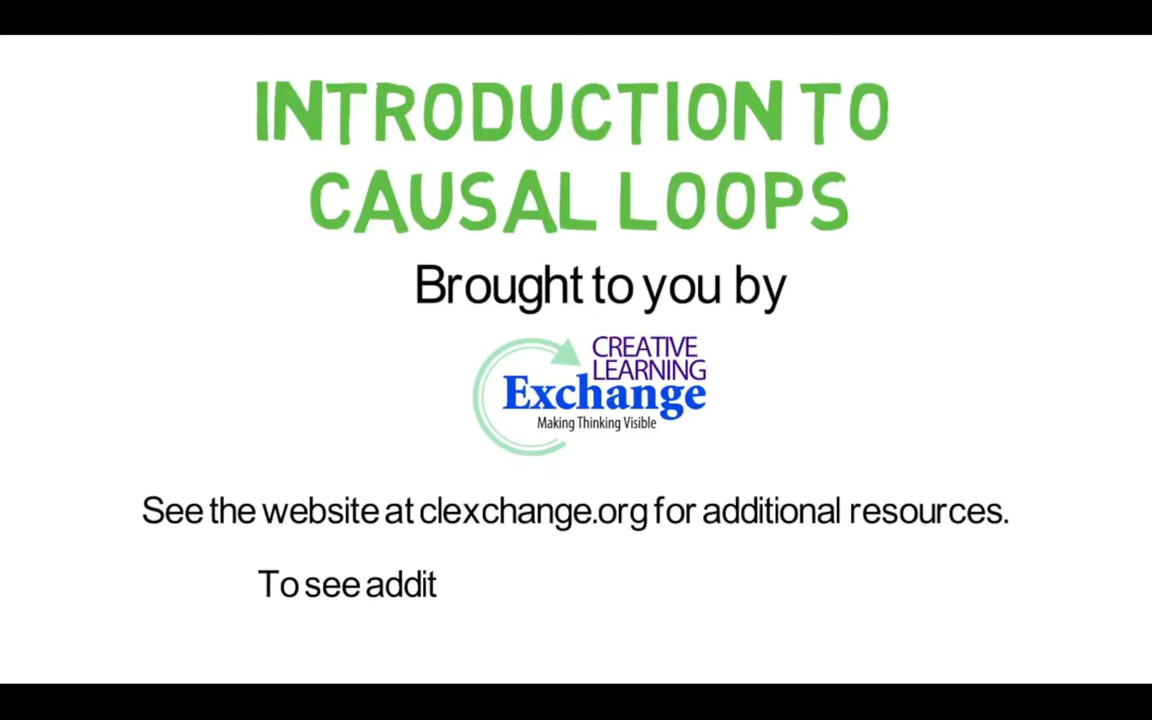 INTRODUCTION TO
CAUSAL LOOPS
Brought to you by
CREATIVE
LEARNING
Exchange
Making Thinking Visible
See the website at clexchange.org for additional resources.
To see addit